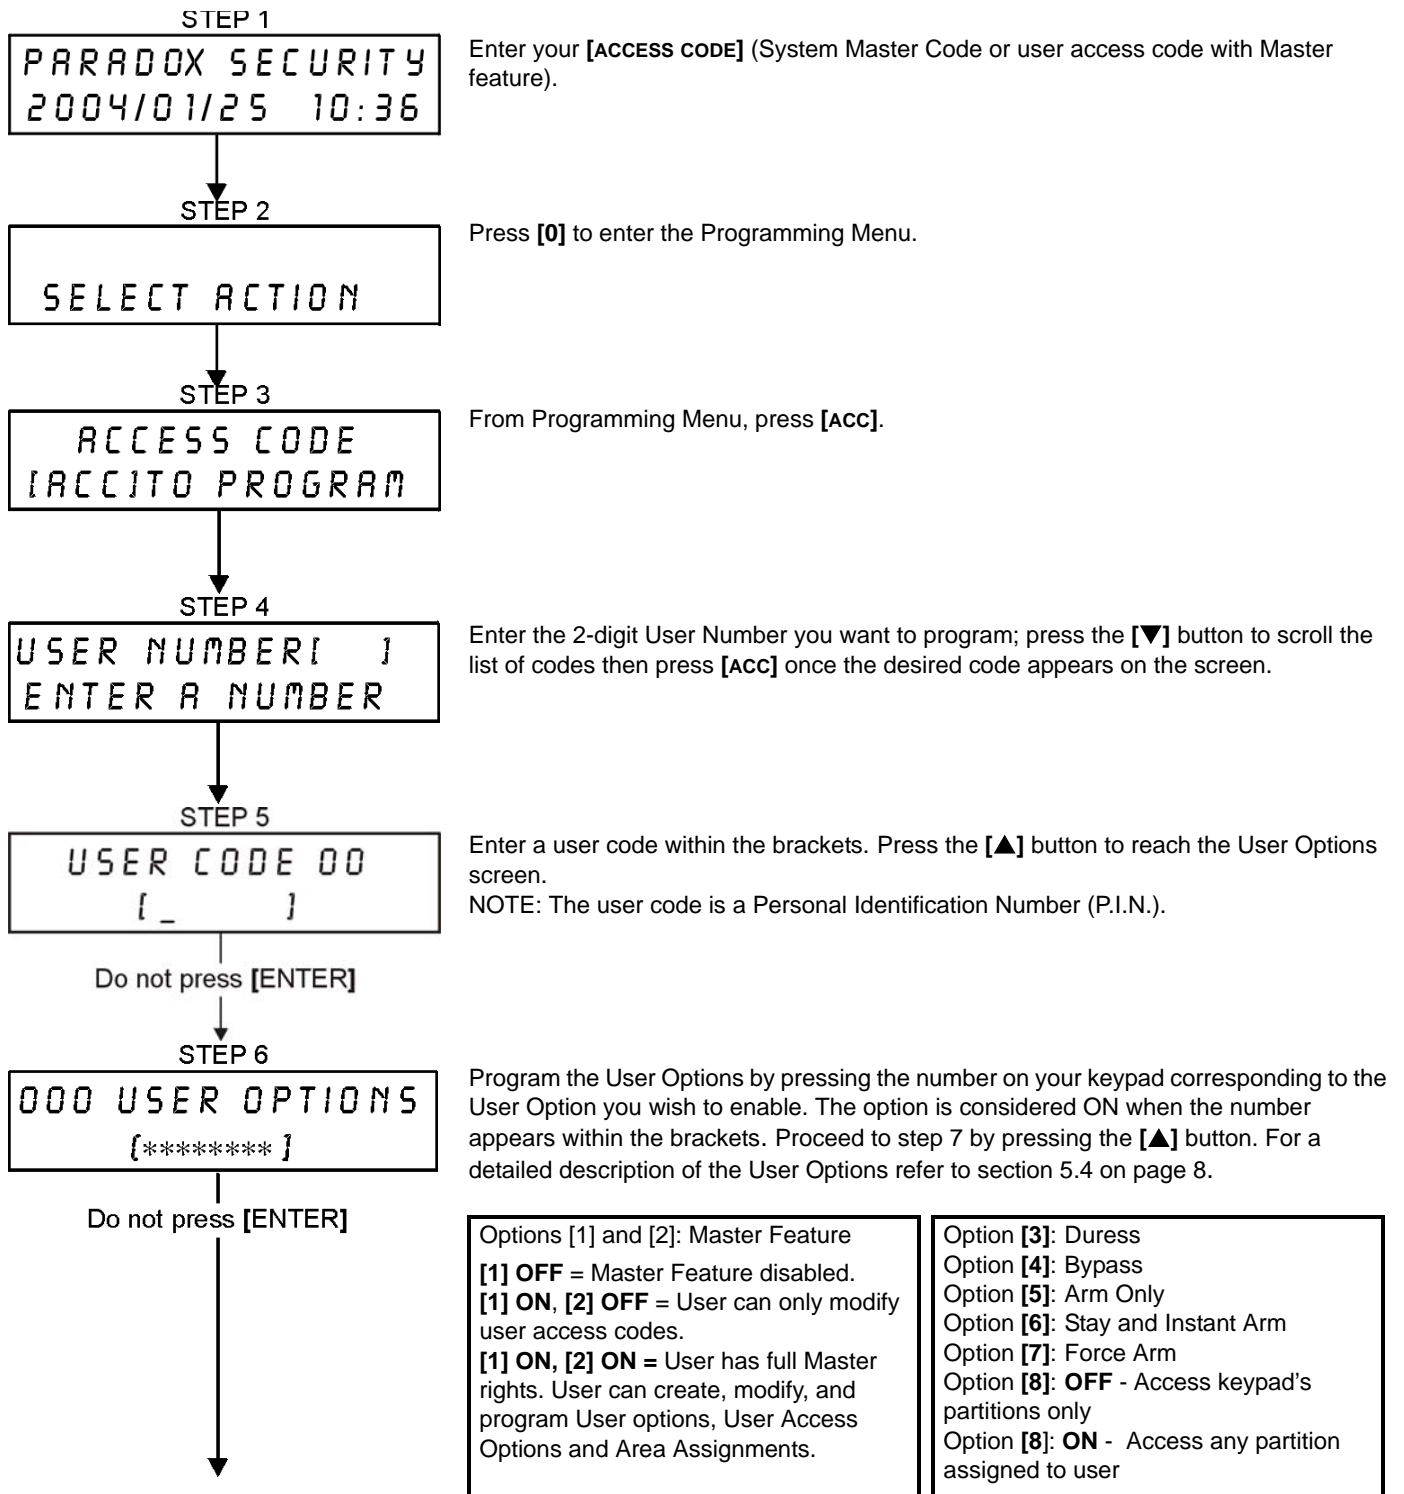 STEP 1
PARADOX SECURITY
2004/01/25 10:36
Enter your [ACCESS CODE] (System Master Code or user access code with Master
feature).
STEP 2
SELECT ACTION
Press [0] to enter the Programming Menu.
STEP 3
ACCESS CODE
[ACC]TO PROGRAM
From Programming Menu, press [ACC].
STEP 4
USER NUMBER[ ]
ENTER A NUMBER
Enter the 2-digit User Number you want to program; press the [▼] button to scroll the
list of codes then press [ACC] once the desired code appears on the screen.
STEP 5
USER CODE 00
[ _ ]
Enter a user code within the brackets. Press the [▲] button to reach the User Options
screen.
NOTE: The user code is a Personal Identification Number (P.I.N.).
Do not press [ENTER]
STEP 6
000 USER OPTIONS
[********]
Program the User Options by pressing the number on your keypad corresponding to the
User Option you wish to enable. The option is considered ON when the number
appears within the brackets. Proceed to step 7 by pressing the [▲] button. For a
detailed description of the User Options refer to section 5.4 on page 8.
Do not press [ENTER]
Options [1] and [2]: Master Feature
[1] OFF = Master Feature disabled.
[1] ON, [2] OFF = User can only modify
user access codes.
[1] ON, [2] ON = User has full Master
rights. User can create, modify, and
program User options, User Access
Options and Area Assignments.
Option [3]: Duress
Option [4]: Bypass
Option [5]: Arm Only
Option [6]: Stay and Instant Arm
Option [7]: Force Arm
Option [8]: OFF - Access keypad's
partitions only
Option [8]: ON - Access any partition
assigned to user